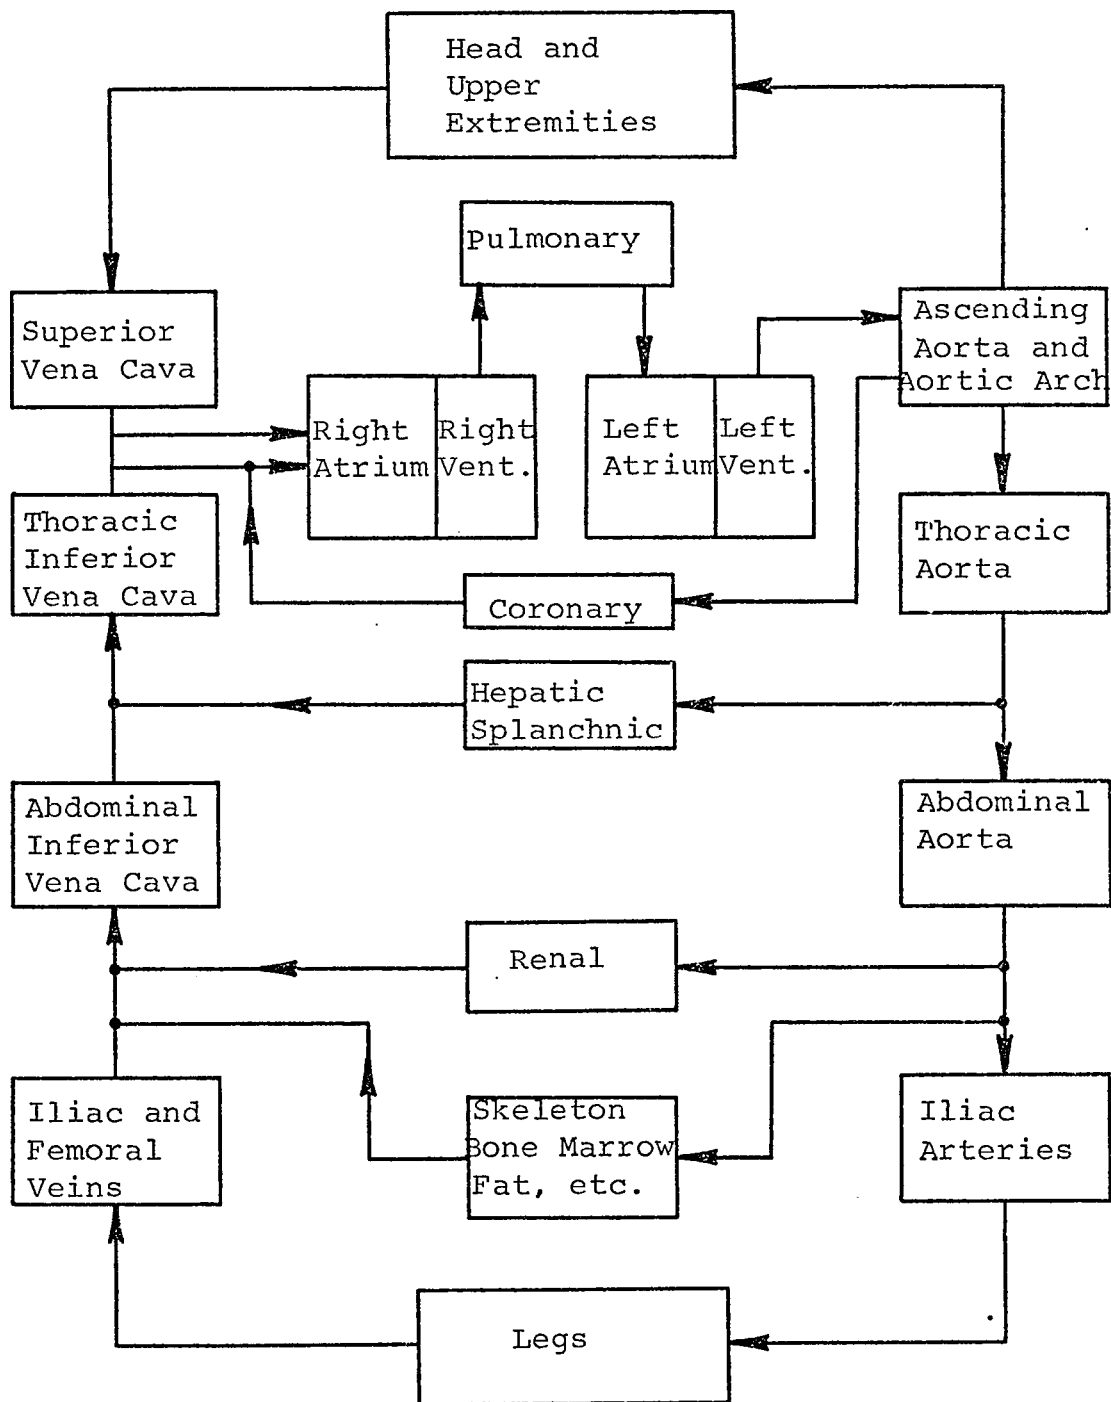 Head and
Upper
Extremities
Pulmonary
Superior
Vena Cava
Ascending
Aorta and
Aortic Arch
Right
Atrium
Right
Vent.
Left
Atrium
Left
Vent.
Thoracic
Inferior
Vena Cava
Thoracic
Aorta
Coronary
Hepatic
Splanchnic
Abdominal
Inferior
Vena Cava
Abdominal
Aorta
Renal
Iliac and
Femoral
Veins
Skeleton
Bone Marrow
Fat, etc.
Iliac
Arteries
Legs